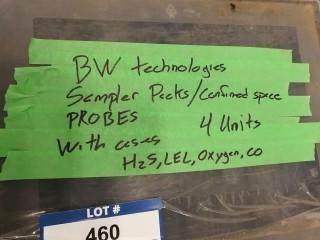 BW technologies
Sampler Packs/Confined space
PROBES 4 Units
With cases
H2S, LEL, Oxygen, CO
LOT #
460